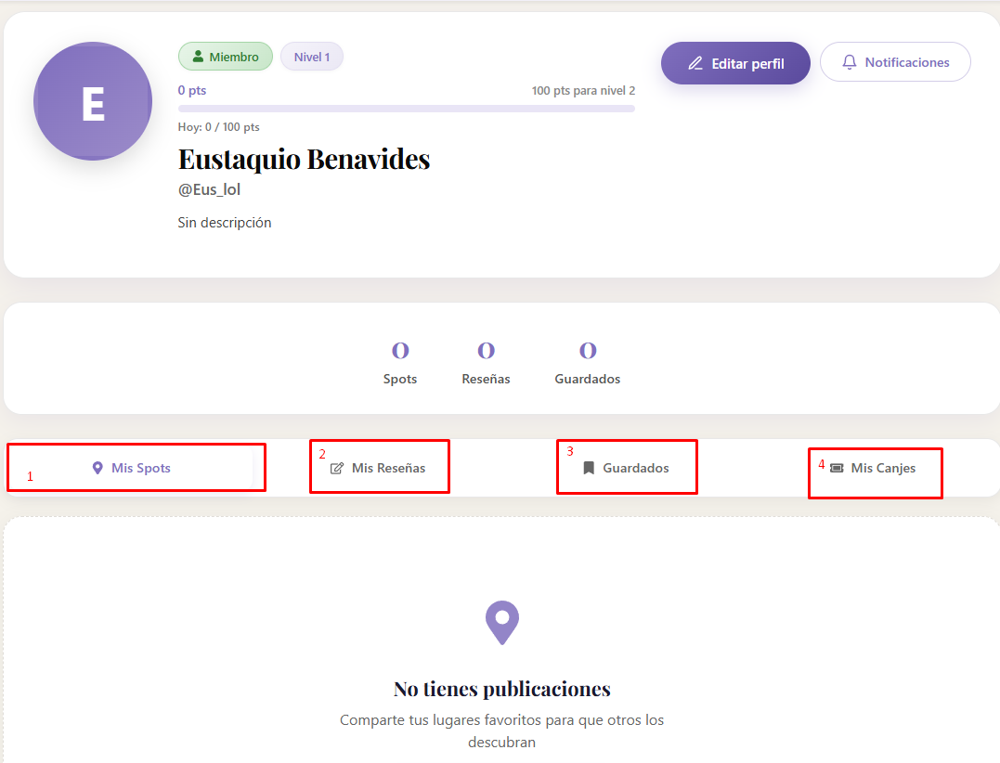 E
Miembro
Nivel 1
Editar perfil
Notificaciones
0 pts
100 pts para nivel 2
Hoy: 0 / 100 pts
Eustaquio Benavides
@Eus_lol
Sin descripción
0
0
0
Spots
Reseñas
Guardados
1 Mis Spots
2 Mis Reseñas
3 Guardados
4 Mis Canjes
No tienes publicaciones
Comparte tus lugares favoritos para que otros los
descubran